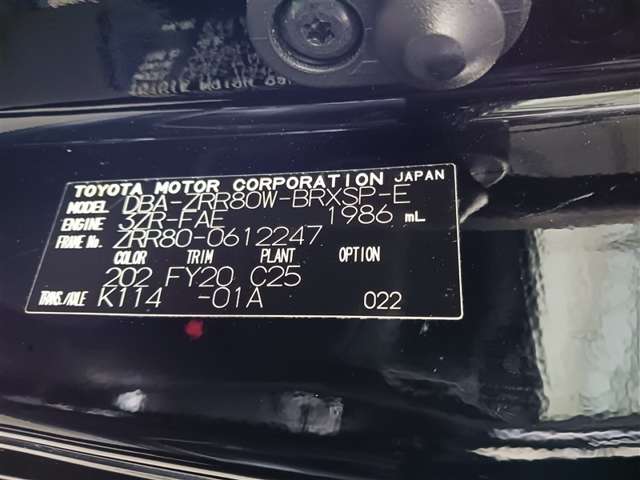 TOYOTA MOTOR CORPORATION JAPAN
MODEL DBA-ZRR80W-BRXSP-E
ENGINE 3ZR-FAE 1986 mL
FRAME No. ZRR80-0612247
COLOR TRIM PLANT OPTION
202 FY20 C25
TRANS./AXLE K114 -01A 022